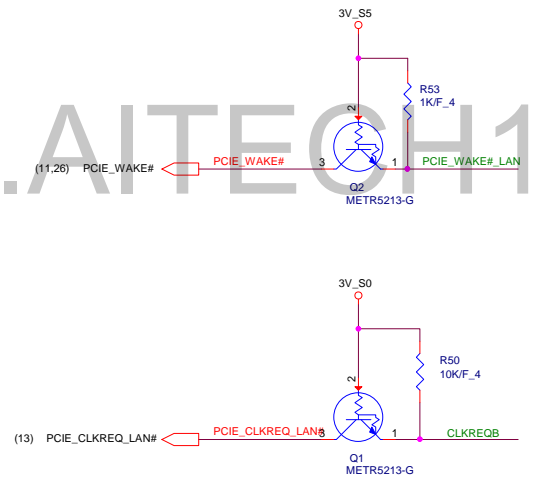 3V_S5
R53
1K/F_4
2
.AITECH1
(11,26) PCIE_WAKE# PCIE_WAKE# 3 1 PCIE_WAKE#_LAN
Q2
METR5213-G
3V_S0
R50
10K/F_4
2
(13) PCIE_CLKREQ_LAN# PCIE_CLKREQ_LAN# 3 1 CLKREQB
Q1
METR5213-G